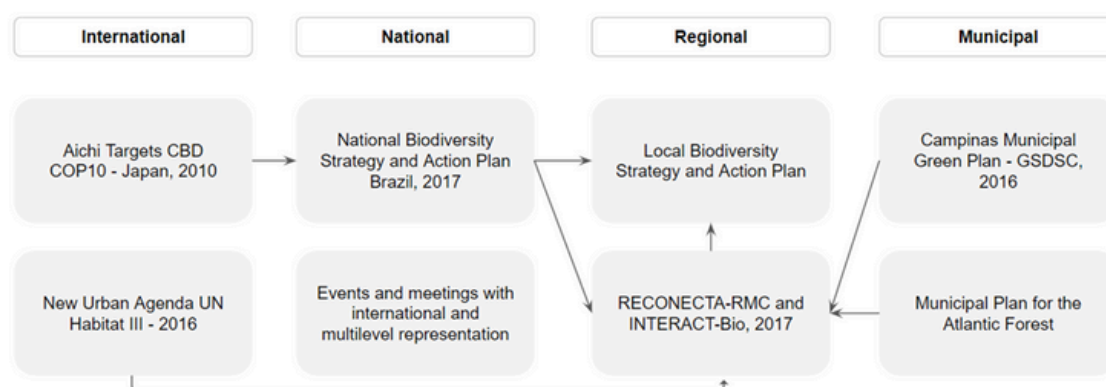 International
National
Regional
Municipal
Aichi Targets CBD
COP10 - Japan, 2010
National Biodiversity
Strategy and Action Plan
Brazil, 2017
Local Biodiversity
Strategy and Action Plan
Campinas Municipal
Green Plan - GSDSC,
2016
New Urban Agenda UN
Habitat III - 2016
Events and meetings with
international and
multilevel representation
RECONECTA-RMC and
INTERACT-Bio, 2017
Municipal Plan for the
Atlantic Forest